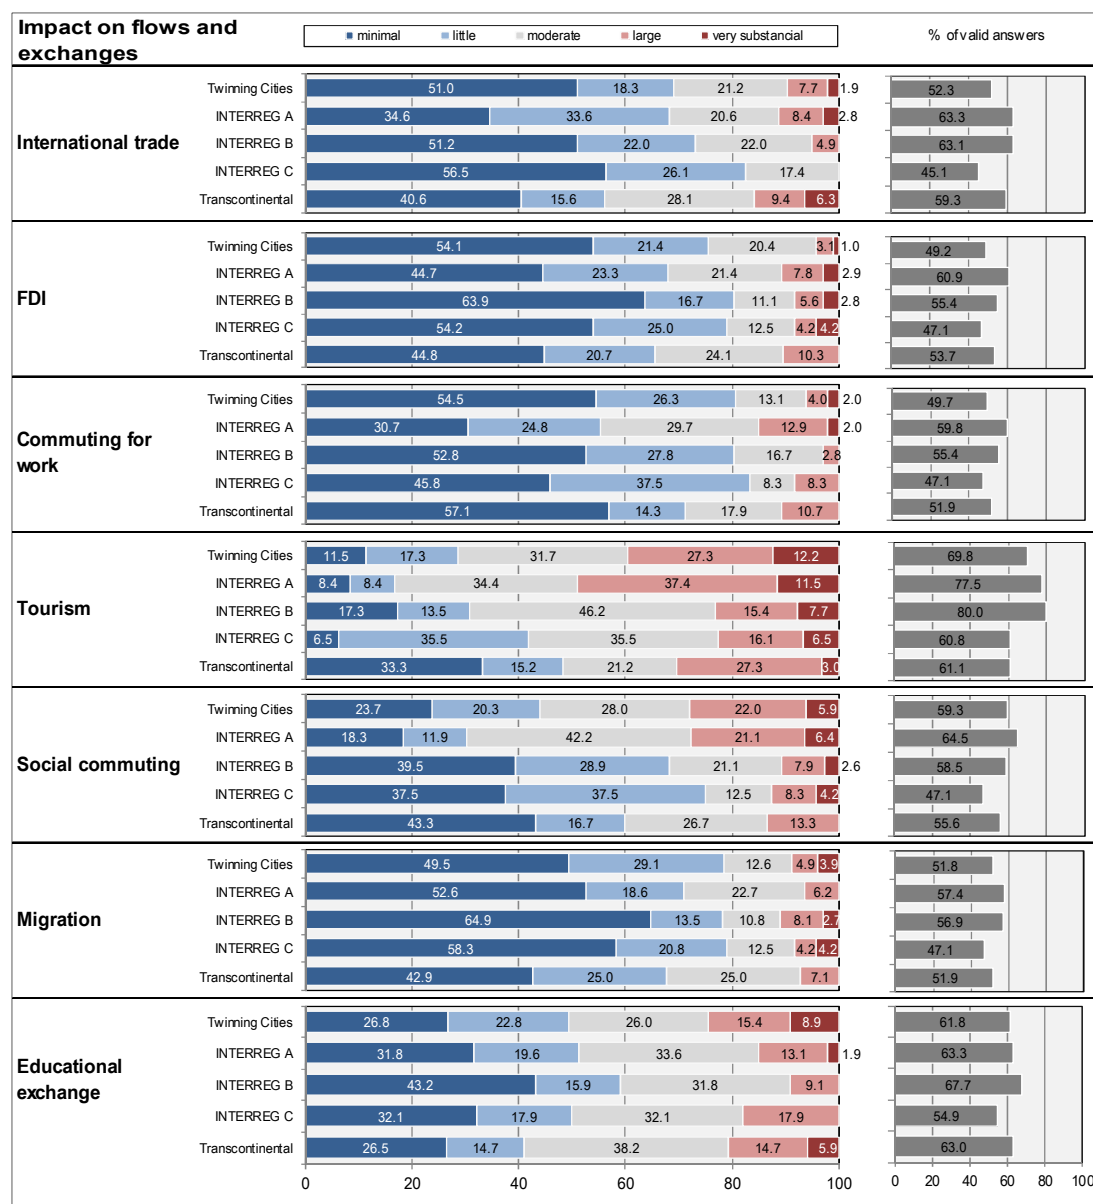 Impact on flows and
exchanges
minimal little moderate large very substancial
% of valid answers
International trade
Twinning Cities 51.0 18.3 21.2 7.7 1.9 52.3
INTERREG A 34.6 33.6 20.6 8.4 2.8 63.3
INTERREG B 51.2 22.0 22.0 4.9 63.1
INTERREG C 56.5 26.1 17.4 45.1
Transcontinental 40.6 15.6 28.1 9.4 6.3 59.3
FDI
Twinning Cities 54.1 21.4 20.4 3.1 1.0 49.2
INTERREG A 44.7 23.3 21.4 7.8 2.9 60.9
INTERREG B 63.9 16.7 11.1 5.6 2.8 55.4
INTERREG C 54.2 25.0 12.5 4.2 4.2 47.1
Transcontinental 44.8 20.7 24.1 10.3 53.7
Commuting for
work
Twinning Cities 54.5 26.3 13.1 4.0 2.0 49.7
INTERREG A 30.7 24.8 29.7 12.9 2.0 59.8
INTERREG B 52.8 27.8 16.7 2.8 55.4
INTERREG C 45.8 37.5 8.3 8.3 47.1
Transcontinental 57.1 14.3 17.9 10.7 51.9
Tourism
Twinning Cities 11.5 17.3 31.7 27.3 12.2 69.8
INTERREG A 8.4 8.4 34.4 37.4 11.5 77.5
INTERREG B 17.3 13.5 46.2 15.4 7.7 80.0
INTERREG C 6.5 35.5 35.5 16.1 6.5 60.8
Transcontinental 33.3 15.2 21.2 27.3 3.0 61.1
Social commuting
Twinning Cities 23.7 20.3 28.0 22.0 5.9 59.3
INTERREG A 18.3 11.9 42.2 21.1 6.4 64.5
INTERREG B 39.5 28.9 21.1 7.9 2.6 58.5
INTERREG C 37.5 37.5 12.5 8.3 4.2 47.1
Transcontinental 43.3 16.7 26.7 13.3 55.6
Migration
Twinning Cities 49.5 29.1 12.6 4.9 3.9 51.8
INTERREG A 52.6 18.6 22.7 6.2 57.4
INTERREG B 64.9 13.5 10.8 8.1 2.7 56.9
INTERREG C 58.3 20.8 12.5 4.2 4.2 47.1
Transcontinental 42.9 25.0 25.0 7.1 51.9
Educational
exchange
Twinning Cities 26.8 22.8 26.0 15.4 8.9 61.8
INTERREG A 31.8 19.6 33.6 13.1 1.9 63.3
INTERREG B 43.2 15.9 31.8 9.1 67.7
INTERREG C 32.1 17.9 32.1 17.9 54.9
Transcontinental 26.5 14.7 38.2 14.7 5.9 63.0
0 20 40 60 80 100 0 20 40 60 80 100